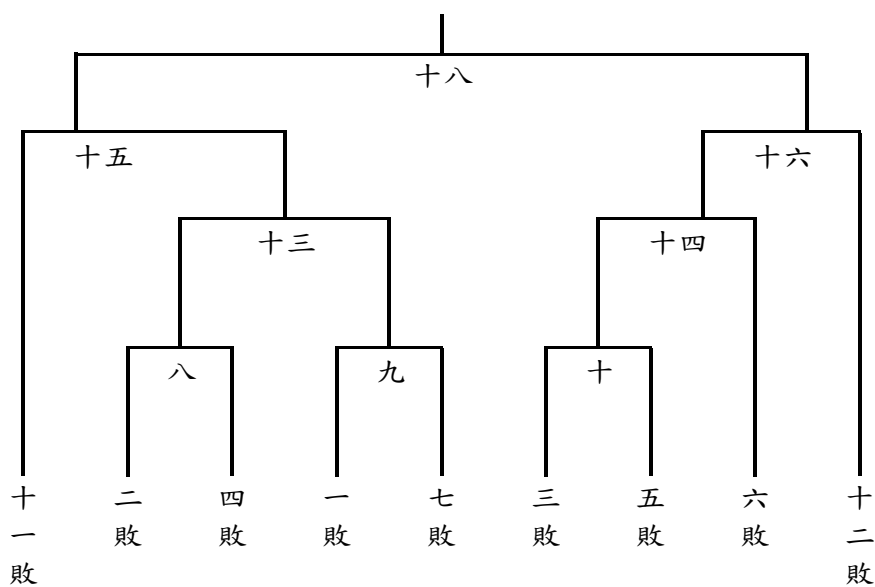 十八
十五
十六
十三
十四
八
九
十
十一敗
二敗
四敗
一敗
七敗
三敗
五敗
六敗
十二敗